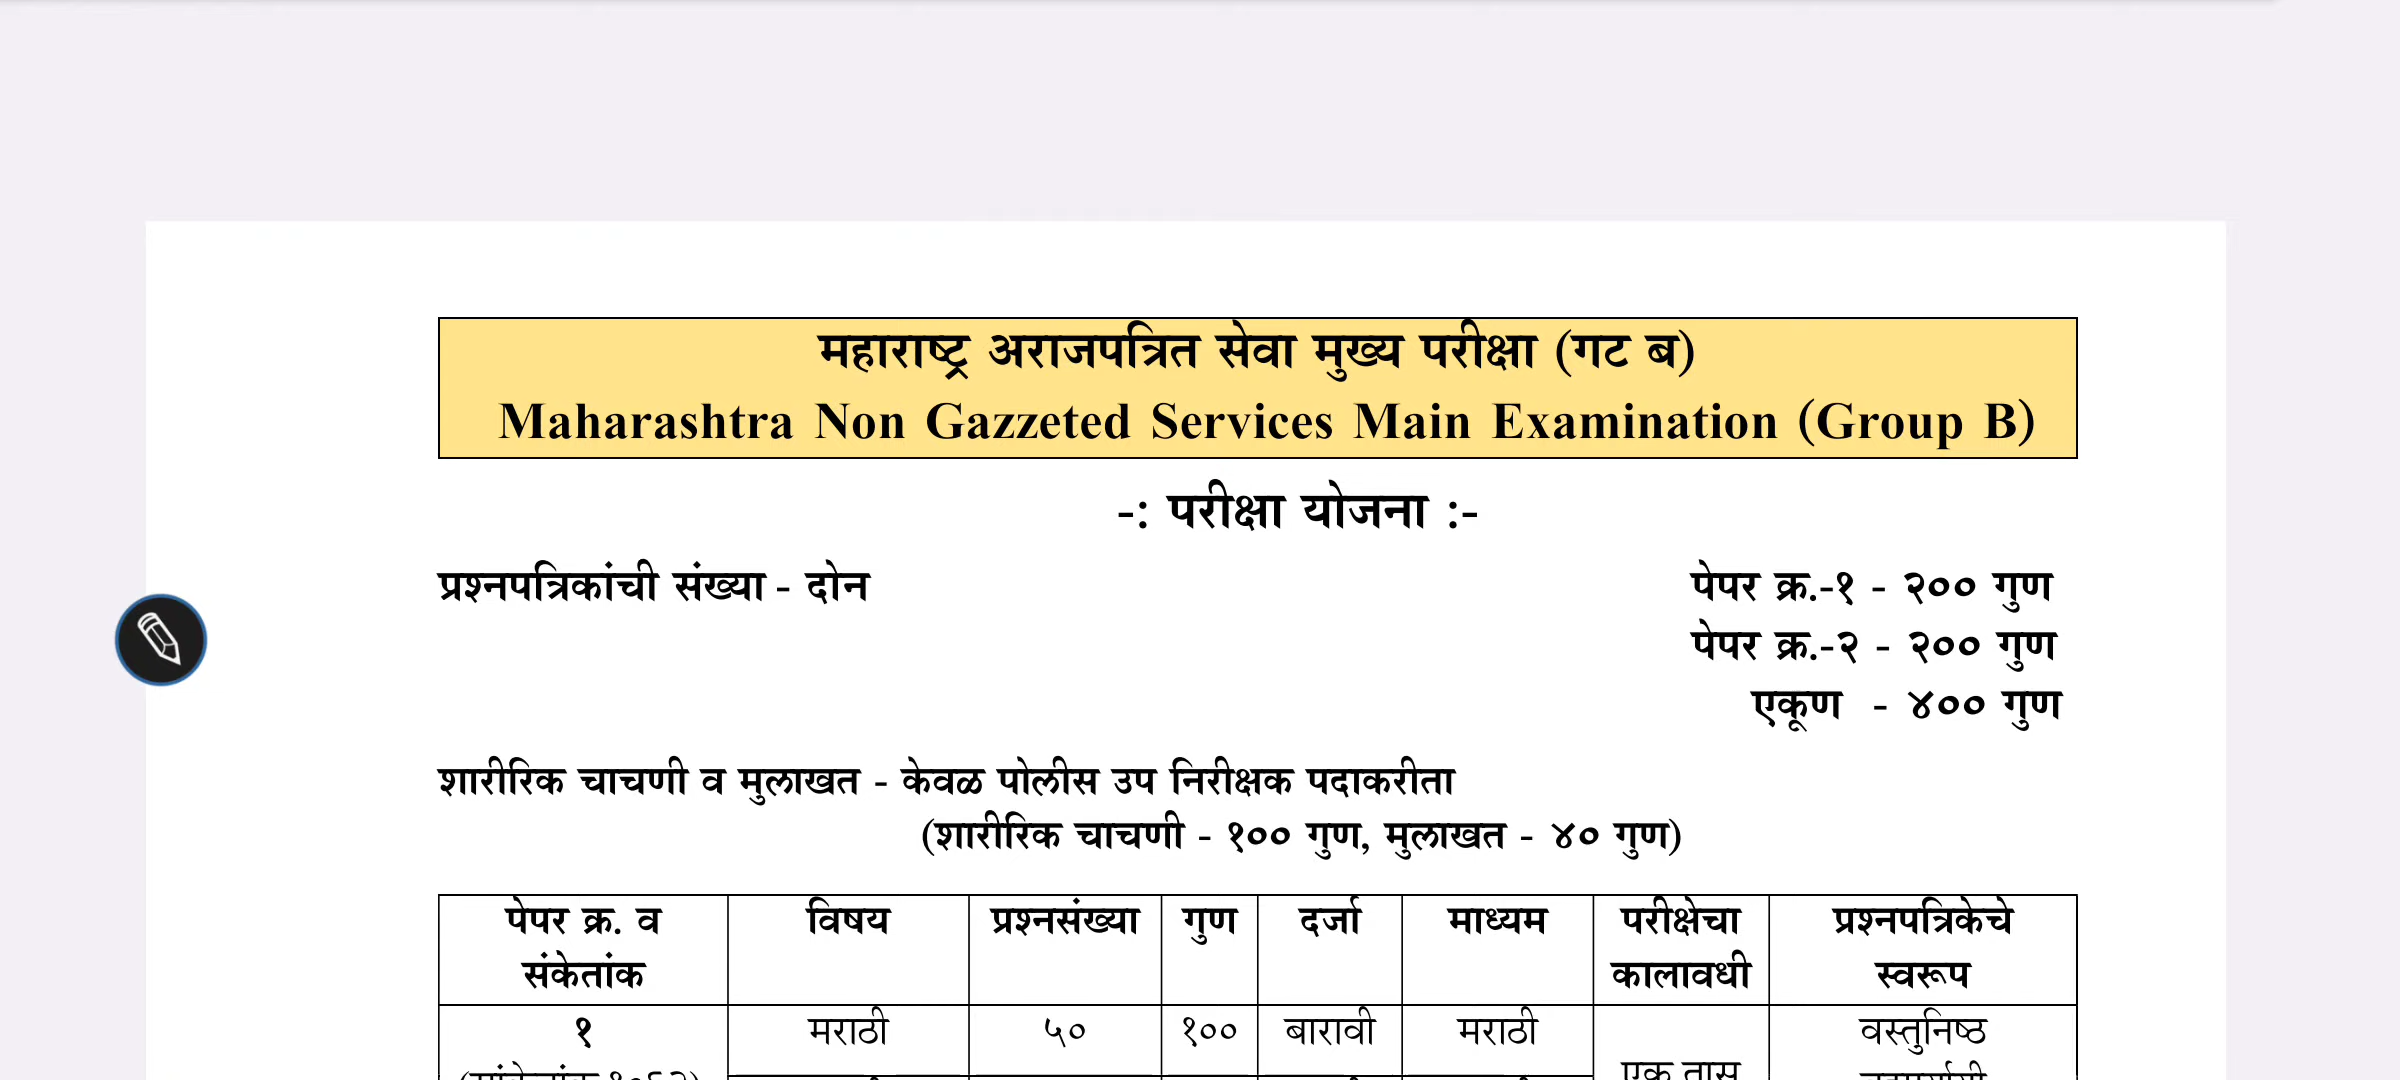 महाराष्ट्र अराजपत्रित सेवा मुख्य परीक्षा (गट ब)
Maharashtra Non Gazzeted Services Main Examination (Group B)
-: परीक्षा योजना :-
प्रश्नपत्रिकांची संख्या - दोन
पेपर क्र.-१ - २०० गुण
पेपर क्र.-२ - २०० गुण
एकूण - ४०० गुण
शारीरिक चाचणी व मुलाखत - केवळ पोलीस उप निरीक्षक पदाकरीता
(शारीरिक चाचणी - १०० गुण, मुलाखत - ४० गुण)
पेपर क्र. व संकेतांक विषय प्रश्नसंख्या गुण दर्जा माध्यम परीक्षेचा कालावधी प्रश्नपत्रिकेचे स्वरूप
१ मराठी ५० १०० बारावी मराठी वस्तुनिष्ठ
एक तास